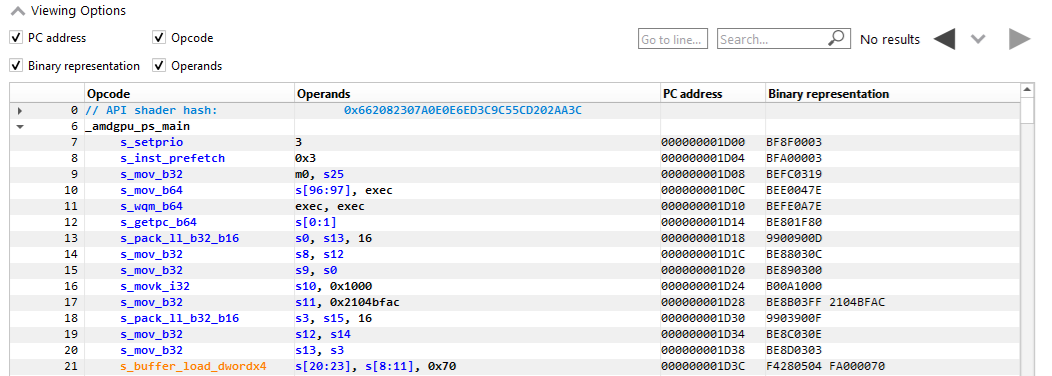 Viewing Options
PC address Opcode
Go to line... Search... No results
Binary representation Operands
Opcode Operands PC address Binary representation
0 // API shader hash: 0x662082307A0E0E6ED3C9C55CD202AA3C
6 _amdgpu_ps_main
7 s_setprio 3 000000001D00 BF8F0003
8 s_inst_prefetch 0x3 000000001D04 BFA00003
9 s_mov_b32 m0, s25 000000001D08 BEFC0319
10 s_mov_b64 s[96:97], exec 000000001D0C BEE0047E
11 s_wqm_b64 exec, exec 000000001D10 BEFE0A7E
12 s_getpc_b64 s[0:1] 000000001D14 BE801F80
13 s_pack_ll_b32_b16 s0, s13, 16 000000001D18 9900900D
14 s_mov_b32 s8, s12 000000001D1C BE88030C
15 s_mov_b32 s9, s0 000000001D20 BE890300
16 s_movk_i32 s10, 0x1000 000000001D24 B00A1000
17 s_mov_b32 s11, 0x2104bfac 000000001D28 BE8B03FF 2104BFAC
18 s_pack_ll_b32_b16 s3, s15, 16 000000001D30 9903900F
19 s_mov_b32 s12, s14 000000001D34 BE8C030E
20 s_mov_b32 s13, s3 000000001D38 BE8D0303
21 s_buffer_load_dwordx4 s[20:23], s[8:11], 0x70 000000001D3C F4280504 FA000070